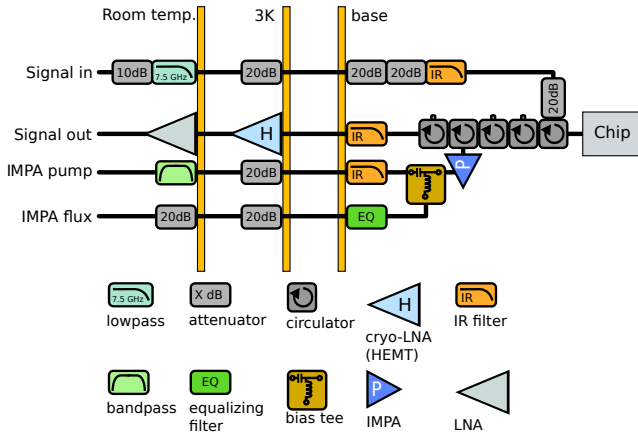 Room temp. 3K base
Signal in 10dB 7.5 GHz 20dB 20dB 20dB IR
20dB
Signal out H IR Chip
IMPA pump 20dB IR P
IMPA flux 20dB 20dB EQ
7.5 GHz X dB H IR
lowpass attenuator circulator cryo-LNA (HEMT) IR filter
EQ P
bandpass equalizing filter bias tee IMPA LNA